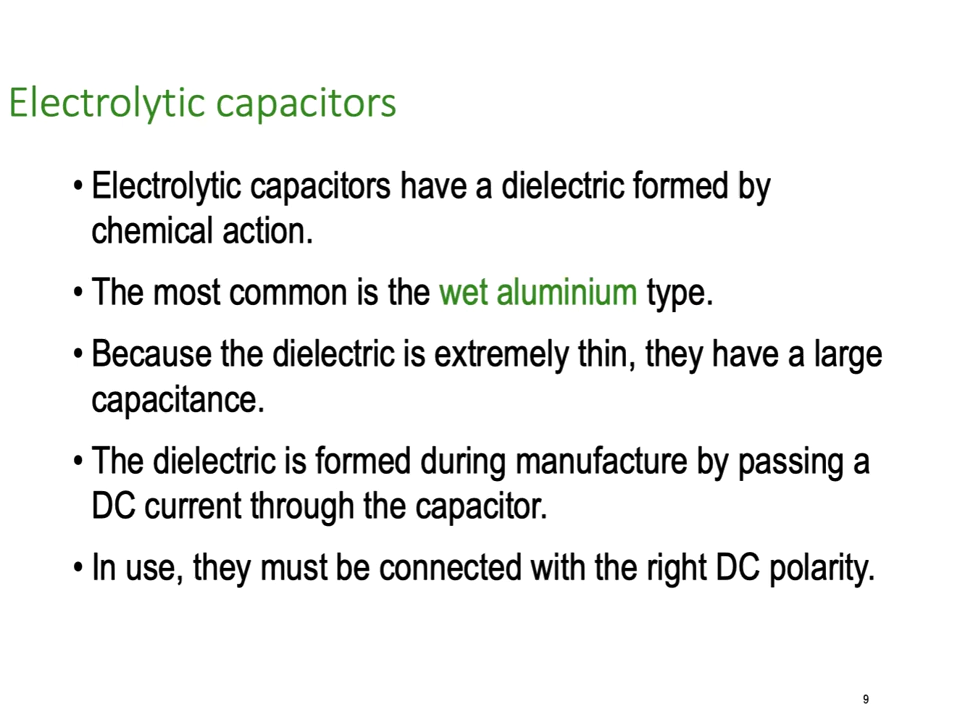 Electrolytic capacitors
• Electrolytic capacitors have a dielectric formed by
chemical action.
• The most common is the wet aluminium type.
• Because the dielectric is extremely thin, they have a large
capacitance.
• The dielectric is formed during manufacture by passing a
DC current through the capacitor.
• In use, they must be connected with the right DC polarity.
9